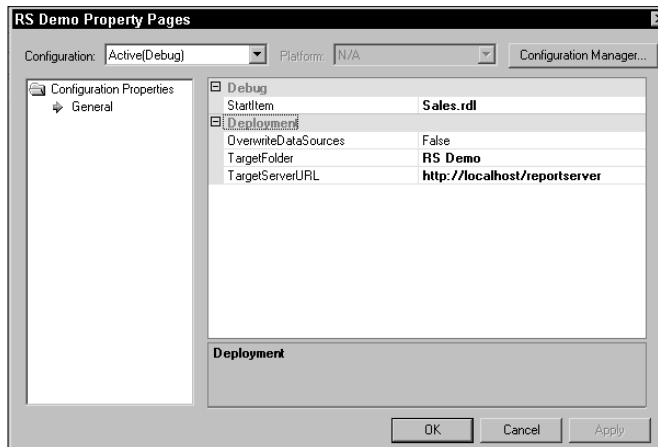 RS Demo Property Pages
Configuration: Active(Debug) Platform: N/A Configuration Manager...
Configuration Properties
General
Debug
StartItem Sales.rdl
Deployment
OverwriteDataSources False
TargetFolder RS Demo
TargetServerURL http://localhost/reportserver
Deployment
OK Cancel Apply